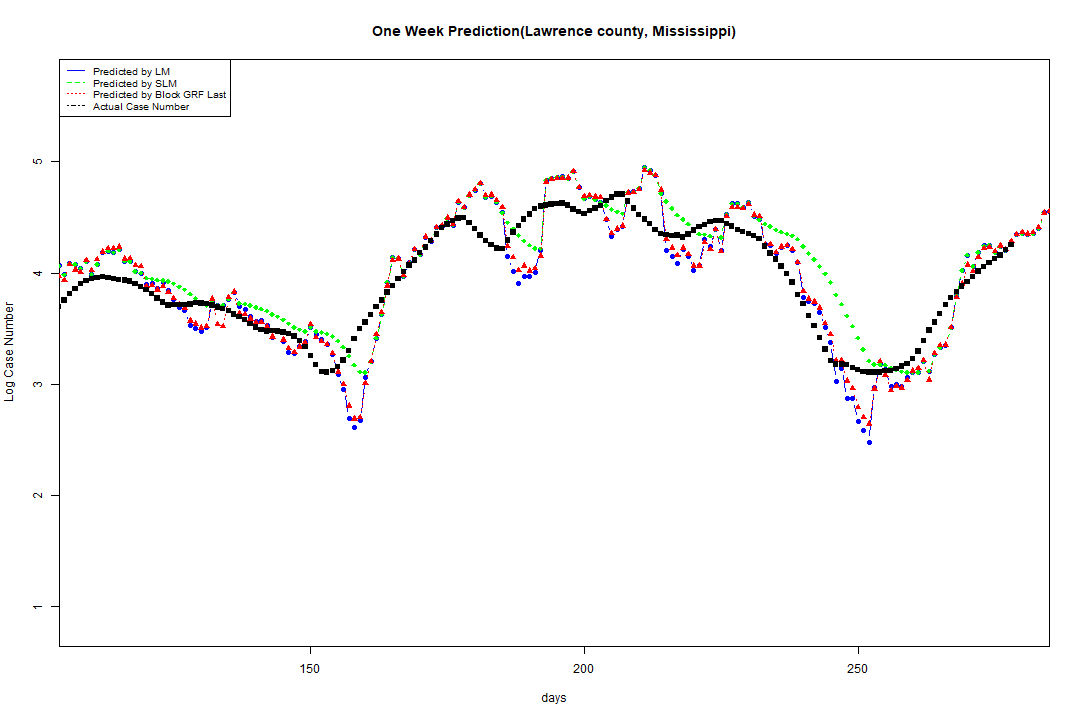 One Week Prediction(Lawrence county, Mississippi)
Predicted by LM
Predicted by SLM
Predicted by Block GRF Last
Actual Case Number
5
4
3
2
1
Log Case Number
150 200 250
days